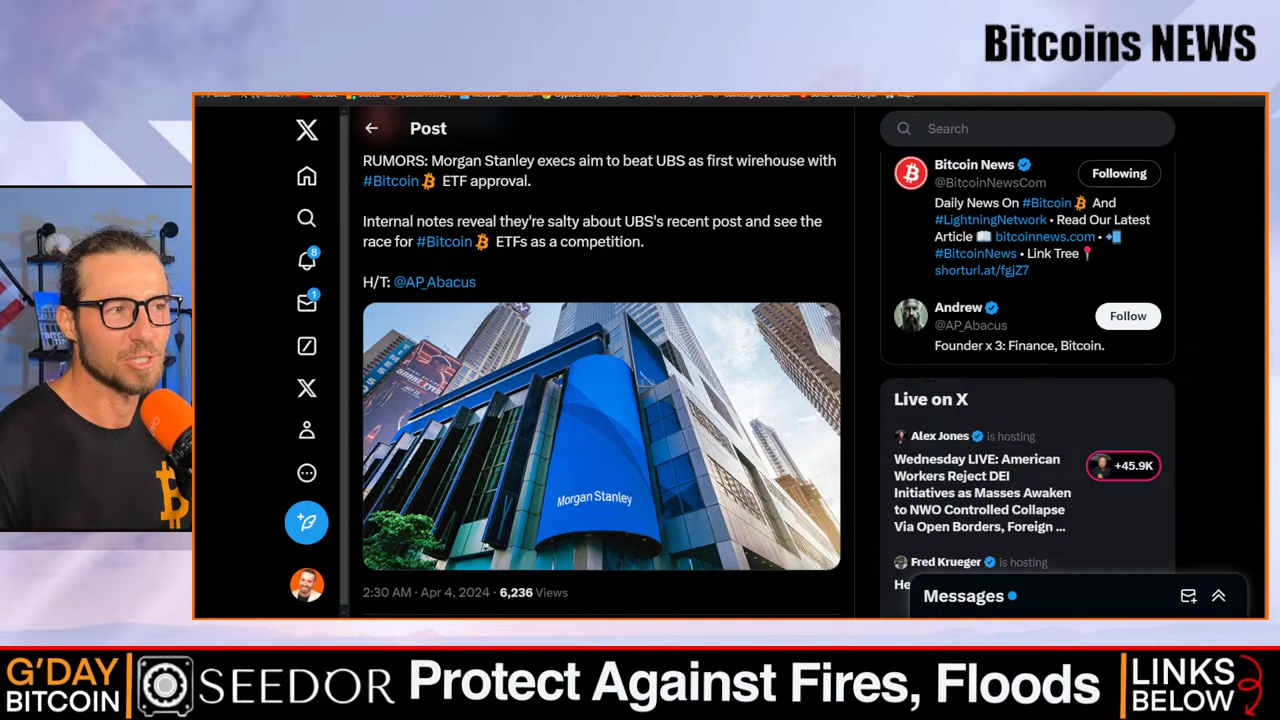 Bitcoins NEWS
Post
RUMORS: Morgan Stanley execs aim to beat UBS as first wirehouse with
#Bitcoin ETF approval.
Internal notes reveal they're salty about UBS's recent post and see the
race for #Bitcoin ETFs as a competition.
H/T: @AP_Abacus
Morgan Stanley
2:30 AM · Apr 4, 2024 · 6,236 Views
8
1
Search
Bitcoin News
@BitcoinNewsCom
Following
Daily News On #Bitcoin And
#LightningNetwork • Read Our Latest
Article bitcoinnews.com •
#BitcoinNews • Link Tree
shorturl.at/fgjZ7
Andrew
@AP_Abacus
Follow
Founder x 3: Finance, Bitcoin.
Live on X
Alex Jones is hosting
Wednesday LIVE: American
Workers Reject DEI
Initiatives as Masses Awaken
to NWO Controlled Collapse
Via Open Borders, Foreign ...
+45.9K
Fred Krueger is hosting
He
Messages
G'DAY
BITCOIN
SEEDOR
Protect Against Fires, Floods
LINKS
BELOW